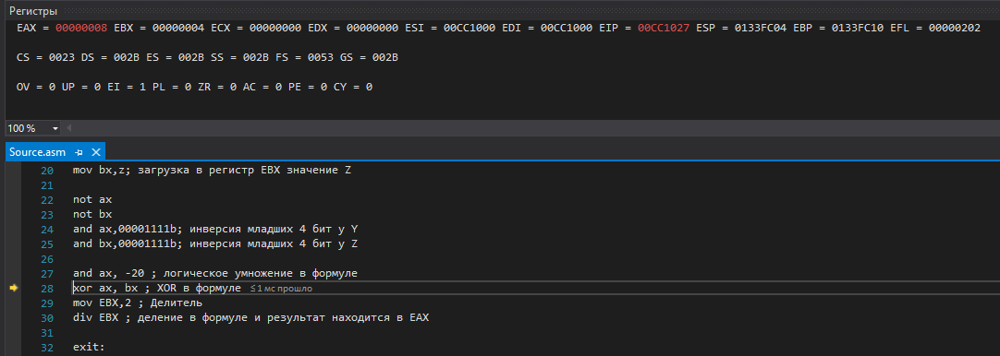 Регистры
EAX = 00000008 EBX = 00000004 ECX = 00000000 EDX = 00000000 ESI = 00CC1000 EDI = 00CC1000 EIP = 00CC1027 ESP = 0133FC04 EBP = 0133FC10 EFL = 00000202
CS = 0023 DS = 002B ES = 002B SS = 002B FS = 0053 GS = 002B
OV = 0 UP = 0 EI = 1 PL = 0 ZR = 0 AC = 0 PE = 0 CY = 0
100 %
Source.asm
20 mov bx,z; загрузка в регистр EBX значение Z
21
22 not ax
23 not bx
24 and ax,00001111b; инверсия младших 4 бит у Y
25 and bx,00001111b; инверсия младших 4 бит у Z
26
27 and ax, -20 ; логическое умножение в формуле
28 xor ax, bx ; XOR в формуле ≤ 1 мс прошло
29 mov EBX,2 ; Делитель
30 div EBX ; деление в формуле и результат находится в EAX
31
32 exit: